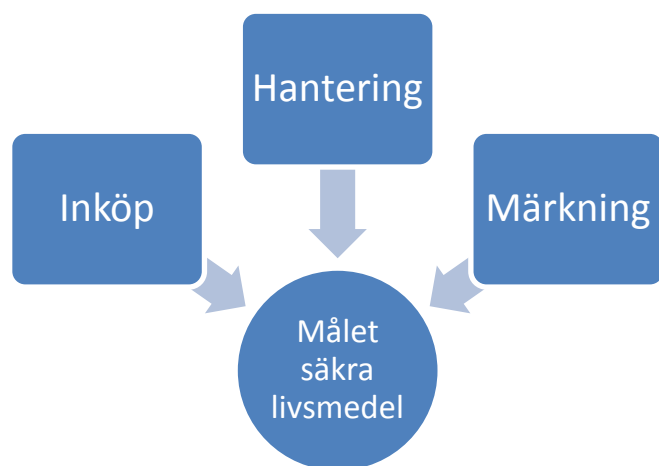 Hantering
Inköp
Märkning
Målet
säkra
livsmedel